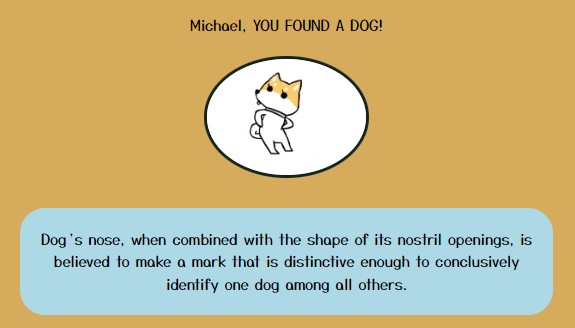 Michael, YOU FOUND A DOG!
Dog's nose, when combined with the shape of its nostril openings, is
believed to make a mark that is distinctive enough to conclusively
identify one dog among all others.